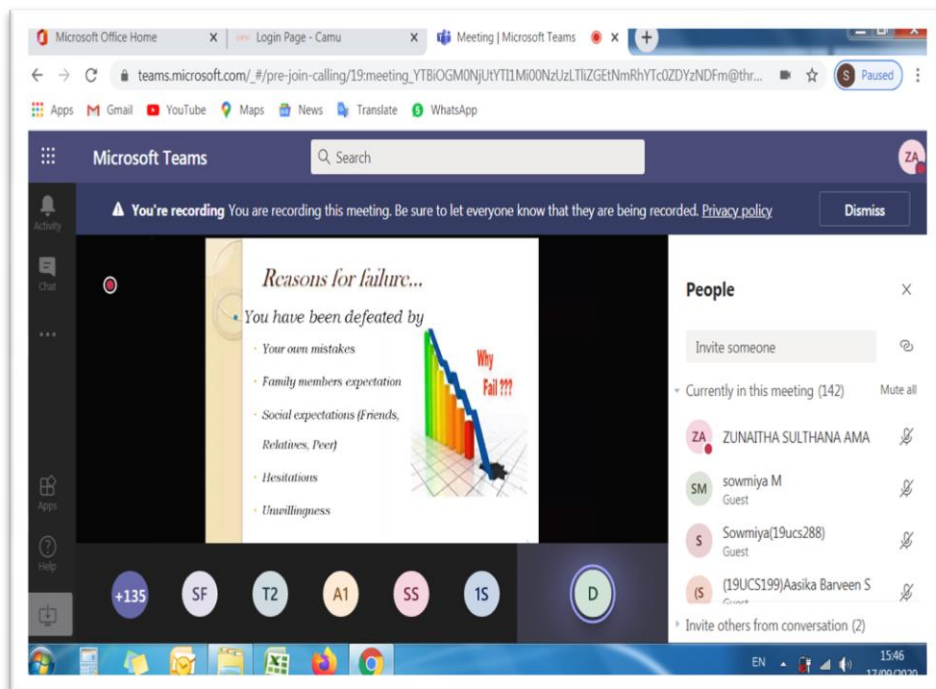 Microsoft Office Home
Login Page - Camu
Meeting | Microsoft Teams
teams.microsoft.com/_#/pre-join-calling/19:meeting_YTBiOGM0NjUtYTI1Mi00NzUzLTliZGEtNmRhYTc0ZDYzNDFm@thr...
S Paused
Apps Gmail YouTube Maps News Translate WhatsApp
Microsoft Teams
Search
ZA
You're recording You are recording this meeting. Be sure to let everyone know that they are being recorded. Privacy policy
Dismiss
Activity
Chat
Apps
Help
Reasons for failure...
You have been defeated by
Your own mistakes
Family members expectation
Social expectations (Friends,
Relatives, Peer)
Hesitations
Unwillingness
Why
Fail ???
+135 SF T2 A1 SS 1S D
People
Invite someone
Currently in this meeting (142) Mute all
ZA ZUNAITHA SULTHANA AMA
SM sowmiya M
Guest
S Sowmiya(19ucs288)
Guest
(S (19UCS199)Aasika Barveen S
Invite others from conversation (2)
EN 15:46
17/09/2020